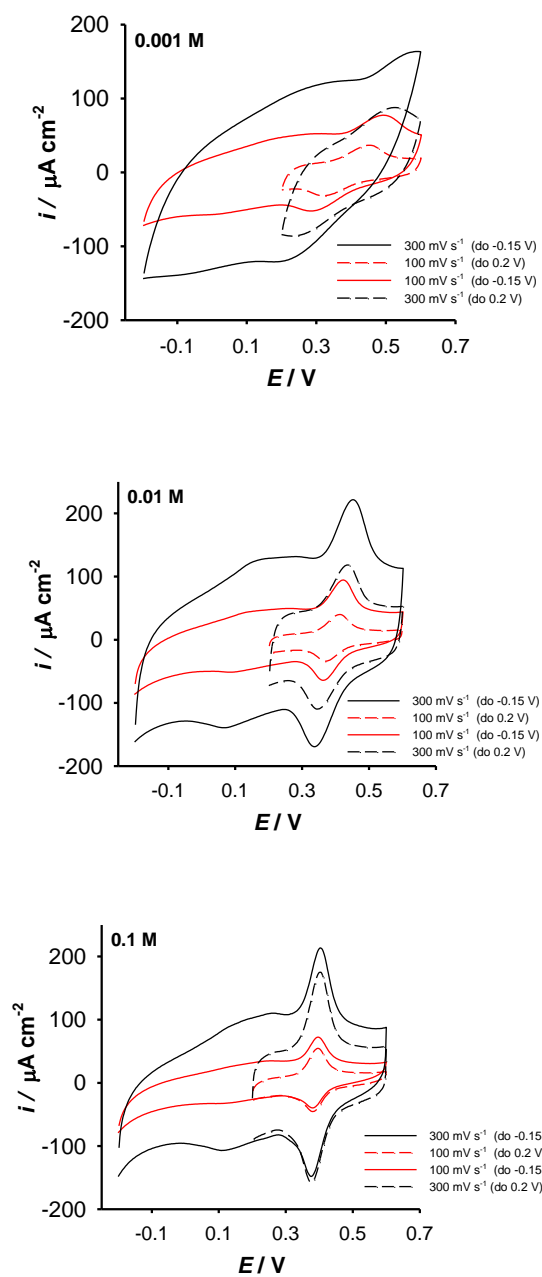 200
0.001 M
100
0
-100
-200
i / µA cm-2
300 mV s-1 (do -0.15 V)
100 mV s-1 (do 0.2 V)
100 mV s-1 (do -0.15 V)
300 mV s-1 (do 0.2 V)
-0.1 0.1 0.3 0.5 0.7
E / V
0.01 M
200
100
0
-100
-200
i / µA cm-2
300 mV s-1 (do -0.15 V)
100 mV s-1 (do 0.2 V)
100 mV s-1 (do -0.15 V)
300 mV s-1 (do 0.2 V)
-0.1 0.1 0.3 0.5 0.7
E / V
0.1 M
200
100
0
-100
-200
i / µA cm-2
300 mV s-1 (do -0.15
100 mV s-1 (do 0.2 V
100 mV s-1 (do -0.15
300 mV s-1 (do 0.2 V)
-0.1 0.1 0.3 0.5 0.7
E / V